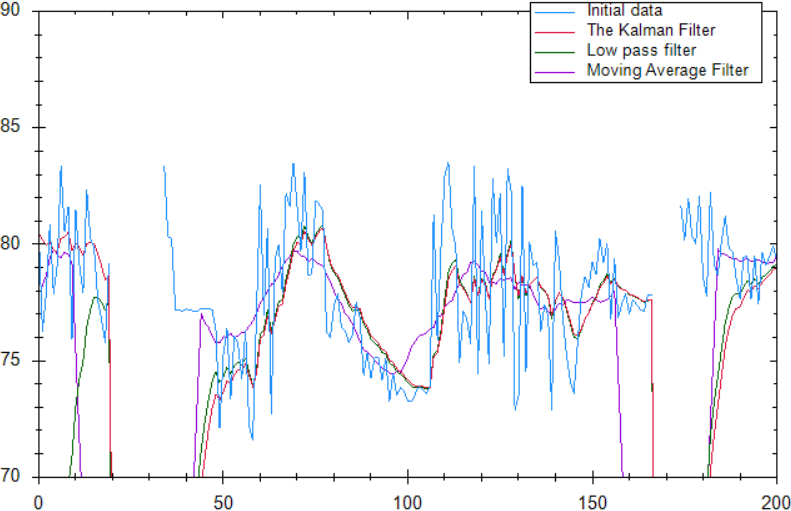 90
Initial data
The Kalman Filter
Low pass filter
Moving Average Filter
85
80
75
70
0 50 100 150 200